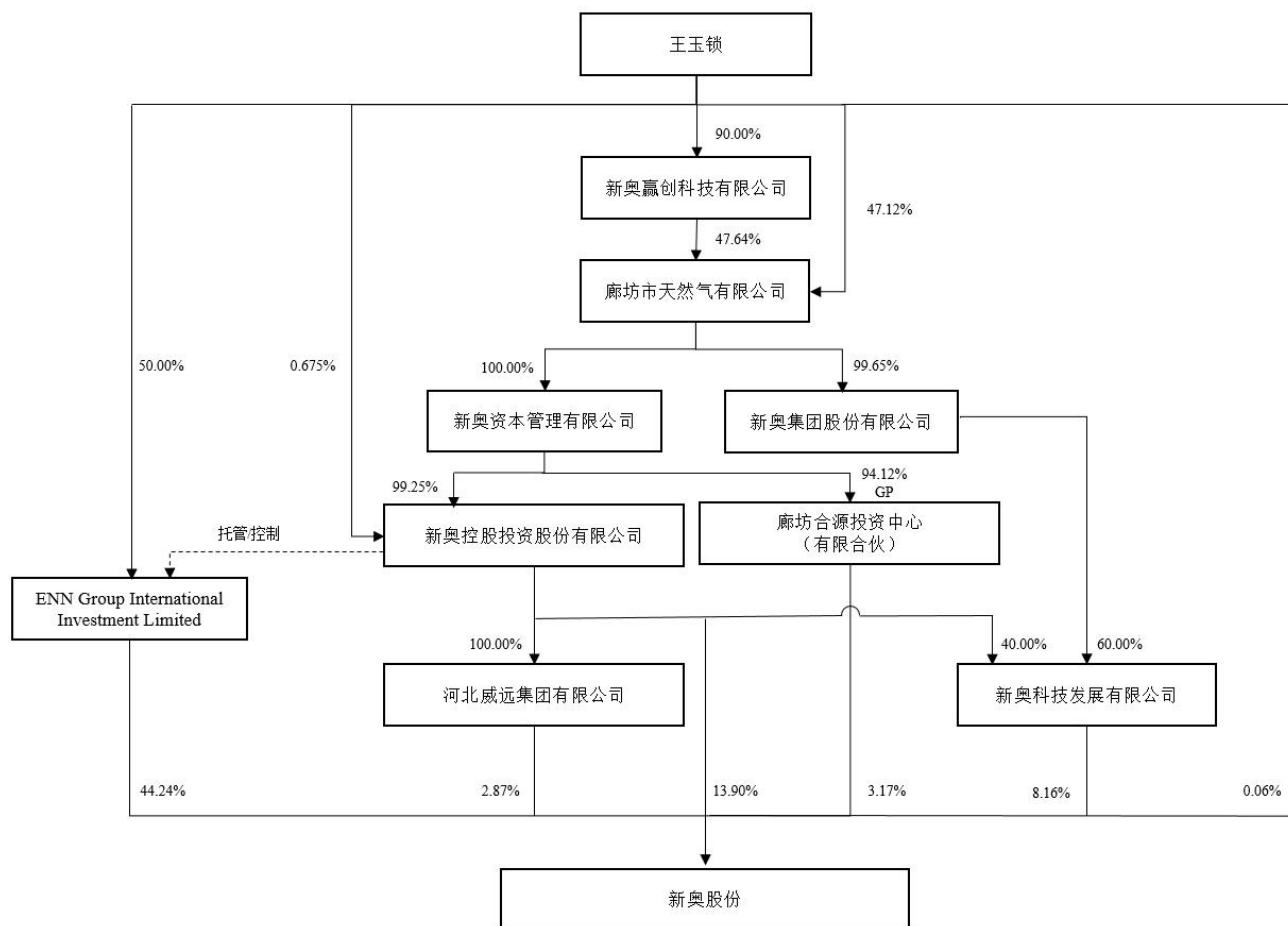 王玉锁
90.00%
新奥赢创科技有限公司
47.12%
47.64%
廊坊市天然气有限公司
50.00%
0.675%
100.00%
99.65%
新奥资本管理有限公司
新奥集团股份有限公司
99.25%
94.12%
GP
托管/控制
新奥控股投资股份有限公司
廊坊合源投资中心
（有限合伙）
ENN Group International
Investment Limited
100.00%
40.00%
60.00%
河北威远集团有限公司
新奥科技发展有限公司
44.24%
2.87%
13.90%
3.17%
8.16%
0.06%
新奥股份